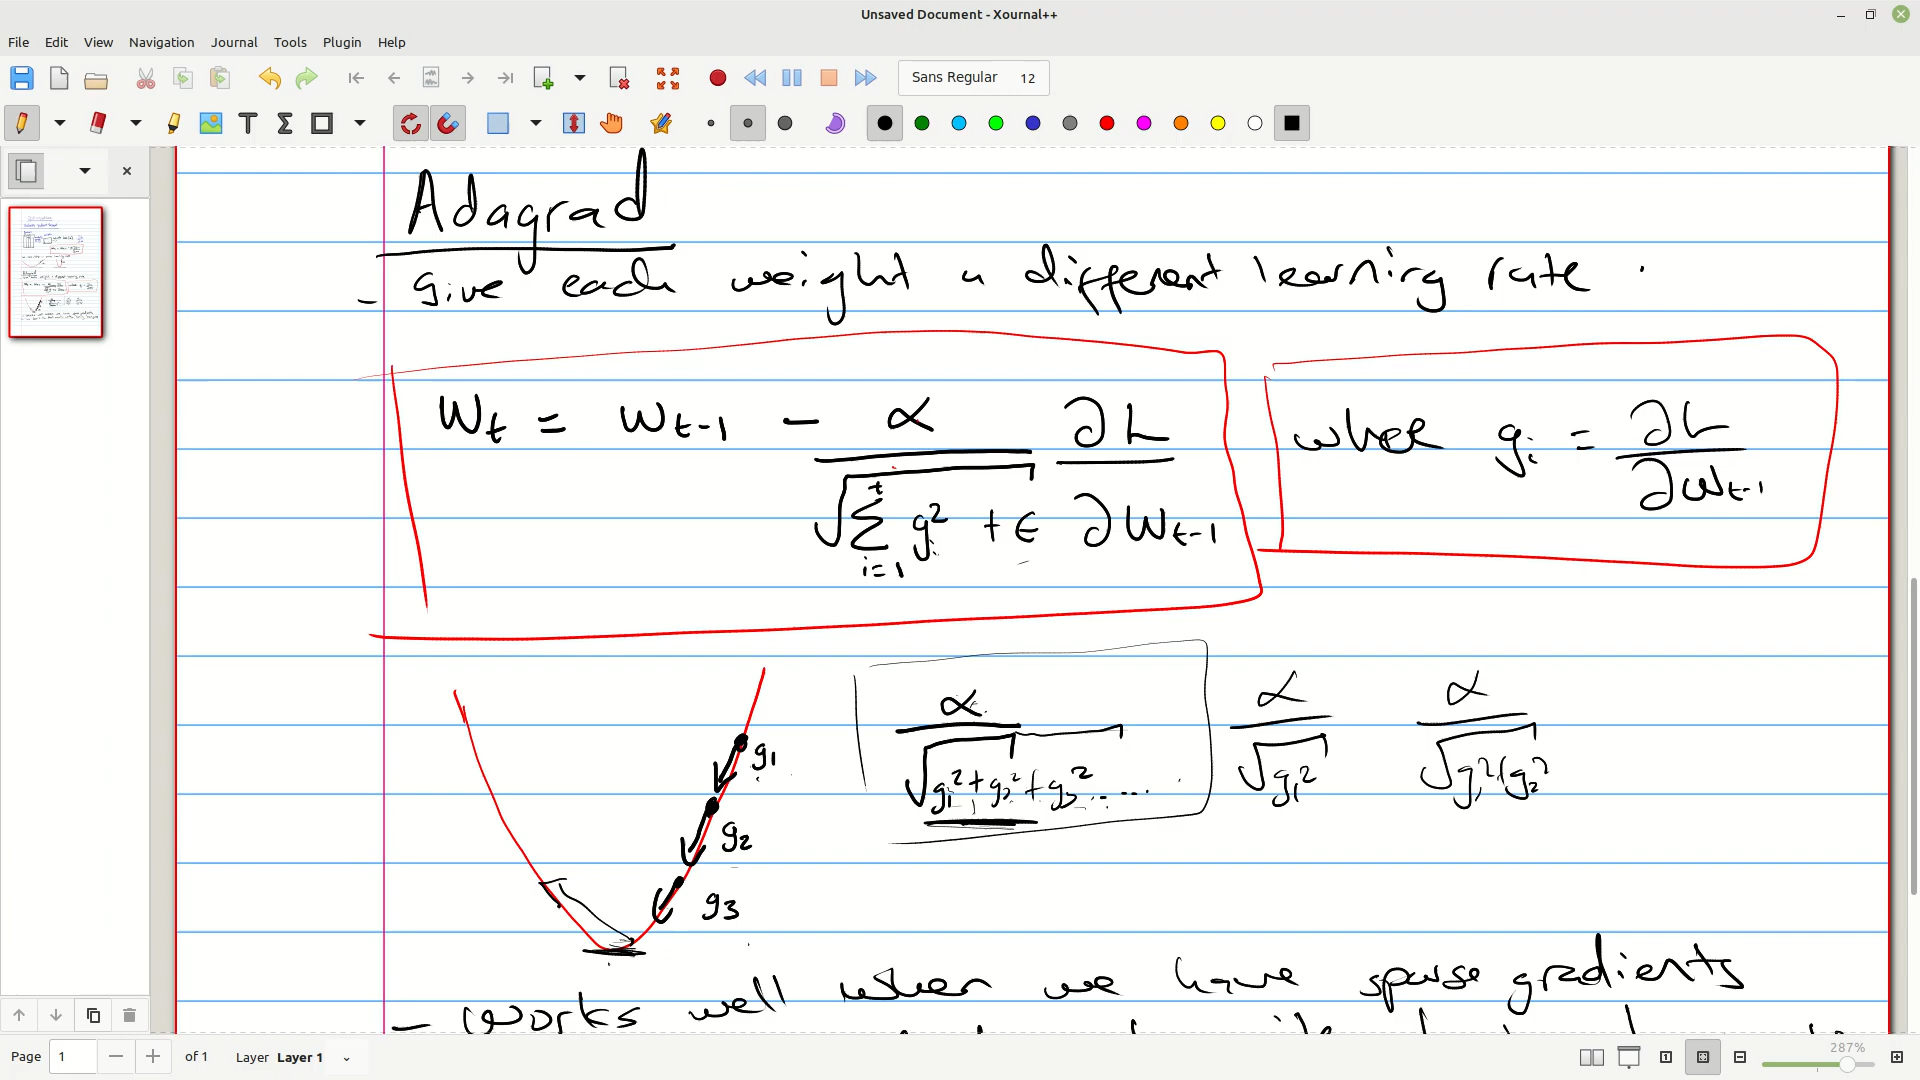 Unsaved Document - Xournal++
File Edit View Navigation Journal Tools Plugin Help
Sans Regular 12
Adagrad
- give each weight a different learning rate .
Wt = Wt-1 - α / √(∑ i=1 t gi² + ϵ) ∂L / ∂Wt-1
where gi = ∂L / ∂Wt-1
α / √(g1² + g2² + g3² ....
α / √g1²
α / √(g1² + g2²
g1
g2
g3
- works well when we have sparse gradients
Page 1 of 1 Layer Layer 1
287%